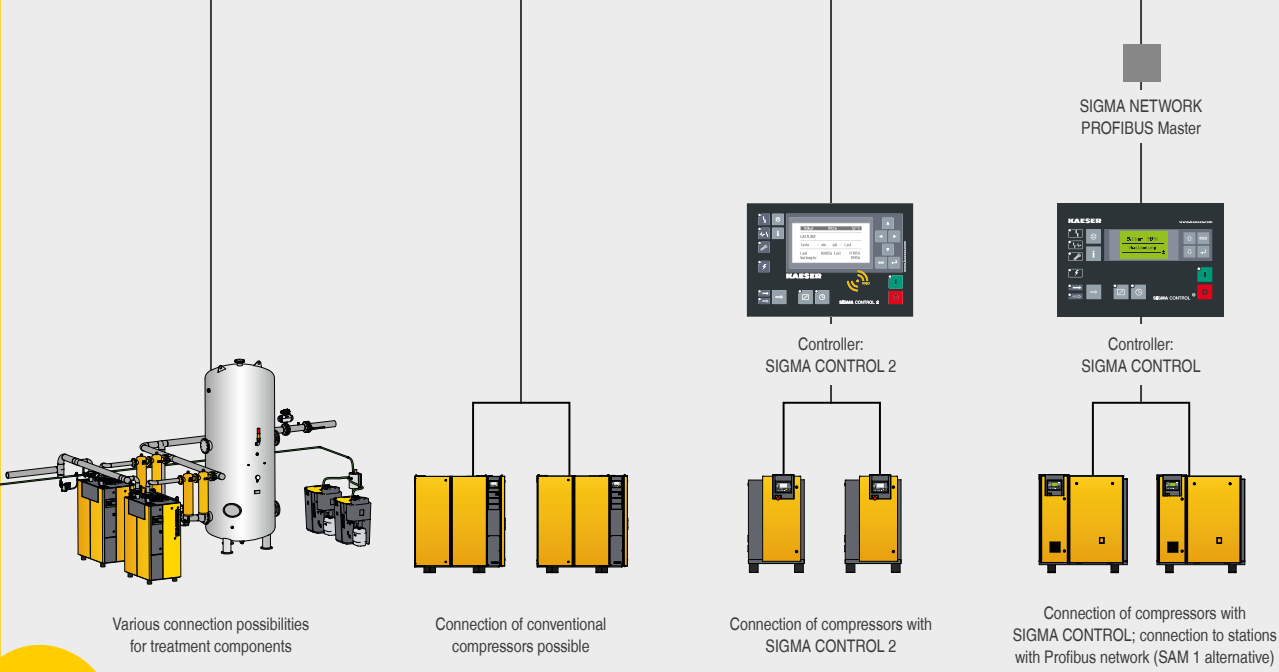 SIGMA NETWORK
PROFIBUS Master
KAESER
SIGMA CONTROL 2
KAESER
SIGMA CONTROL
Controller:
SIGMA CONTROL 2
Controller:
SIGMA CONTROL
Various connection possibilities
for treatment components
Connection of conventional
compressors possible
Connection of compressors with
SIGMA CONTROL 2
Connection of compressors with
SIGMA CONTROL; connection to stations
with Profibus network (SAM 1 alternative)